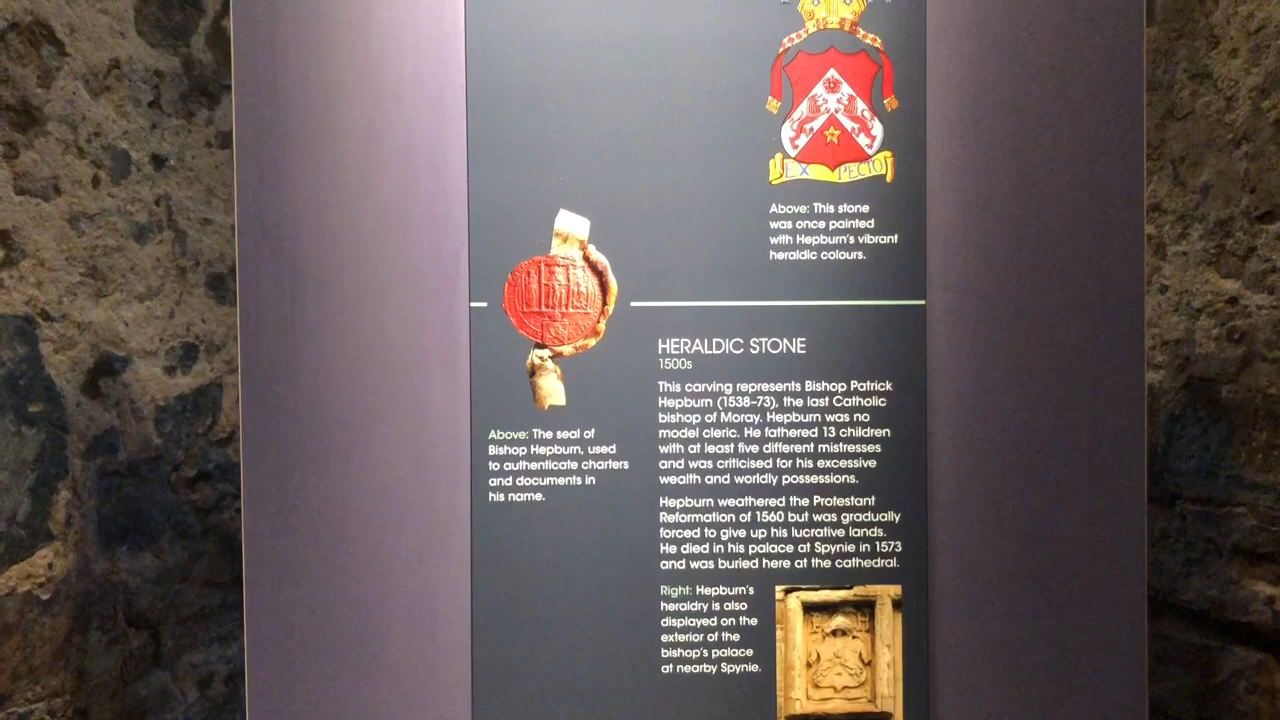 EX PECTO
Above: This stone
was once painted
with Hepburn's vibrant
heraldic colours.
Above: The seal of
Bishop Hepburn, used
to authenticate charters
and documents in
his name.
HERALDIC STONE
1500s
This carving represents Bishop Patrick
Hepburn (1538–73), the last Catholic
bishop of Moray. Hepburn was no
model cleric. He fathered 13 children
with at least five different mistresses
and was criticised for his excessive
wealth and worldly possessions.
Hepburn weathered the Protestant
Reformation of 1560 but was gradually
forced to give up his lucrative lands.
He died in his palace at Spynie in 1573
and was buried here at the cathedral.
Right: Hepburn's
heraldry is also
displayed on the
exterior of the
bishop's palace
at nearby Spynie.